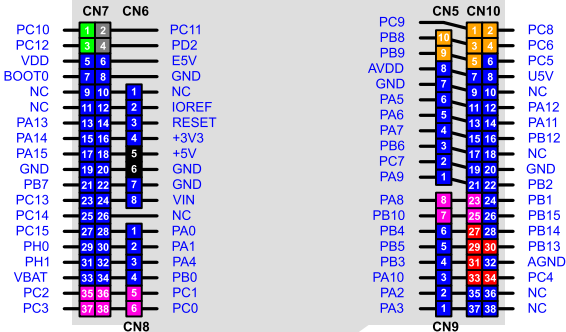 CN7 CN6
PC10 1 2 PC11
PC12 3 4 PD2
VDD 5 6 E5V
BOOT0 7 8 GND
NC 9 10 1 NC
NC 11 12 2 IOREF
PA13 13 14 3 RESET
PA14 15 16 4 +3V3
PA15 17 18 5 +5V
GND 19 20 6 GND
PB7 21 22 7 GND
PC13 23 24 8 VIN
PC14 25 26 NC
PC15 27 28 1 PA0
PH0 29 30 2 PA1
PH1 31 32 3 PA4
VBAT 33 34 4 PB0
PC2 35 36 5 PC1
PC3 37 38 6 PC0
CN8
CN5 CN10
PC9 1 2 PC8
PB8 10 3 4 PC6
PB9 9 5 6 PC5
AVDD 8 7 8 U5V
GND 7 9 10 NC
PA5 6 11 12 PA12
PA6 5 13 14 PA11
PA7 4 15 16 PB12
PB6 3 17 18 NC
PC7 2 19 20 GND
PA9 1 21 22 PB2
PA8 8 23 24 PB1
PB10 7 25 26 PB15
PB4 6 27 28 PB14
PB5 5 29 30 PB13
PB3 4 31 32 AGND
PA10 3 33 34 PC4
PA2 2 35 36 NC
PA3 1 37 38 NC
CN9